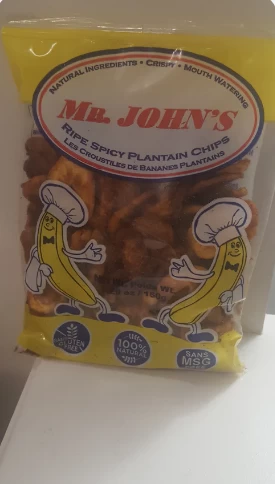 NATURAL INGREDIENTS • CRISPY • MOUTH WATERING
MR. JOHN'S
RIPE SPICY PLANTAIN CHIPS
LES CROUSTILES DE BANANES PLANTAINS
100%
NATURAL
SANS
MSG